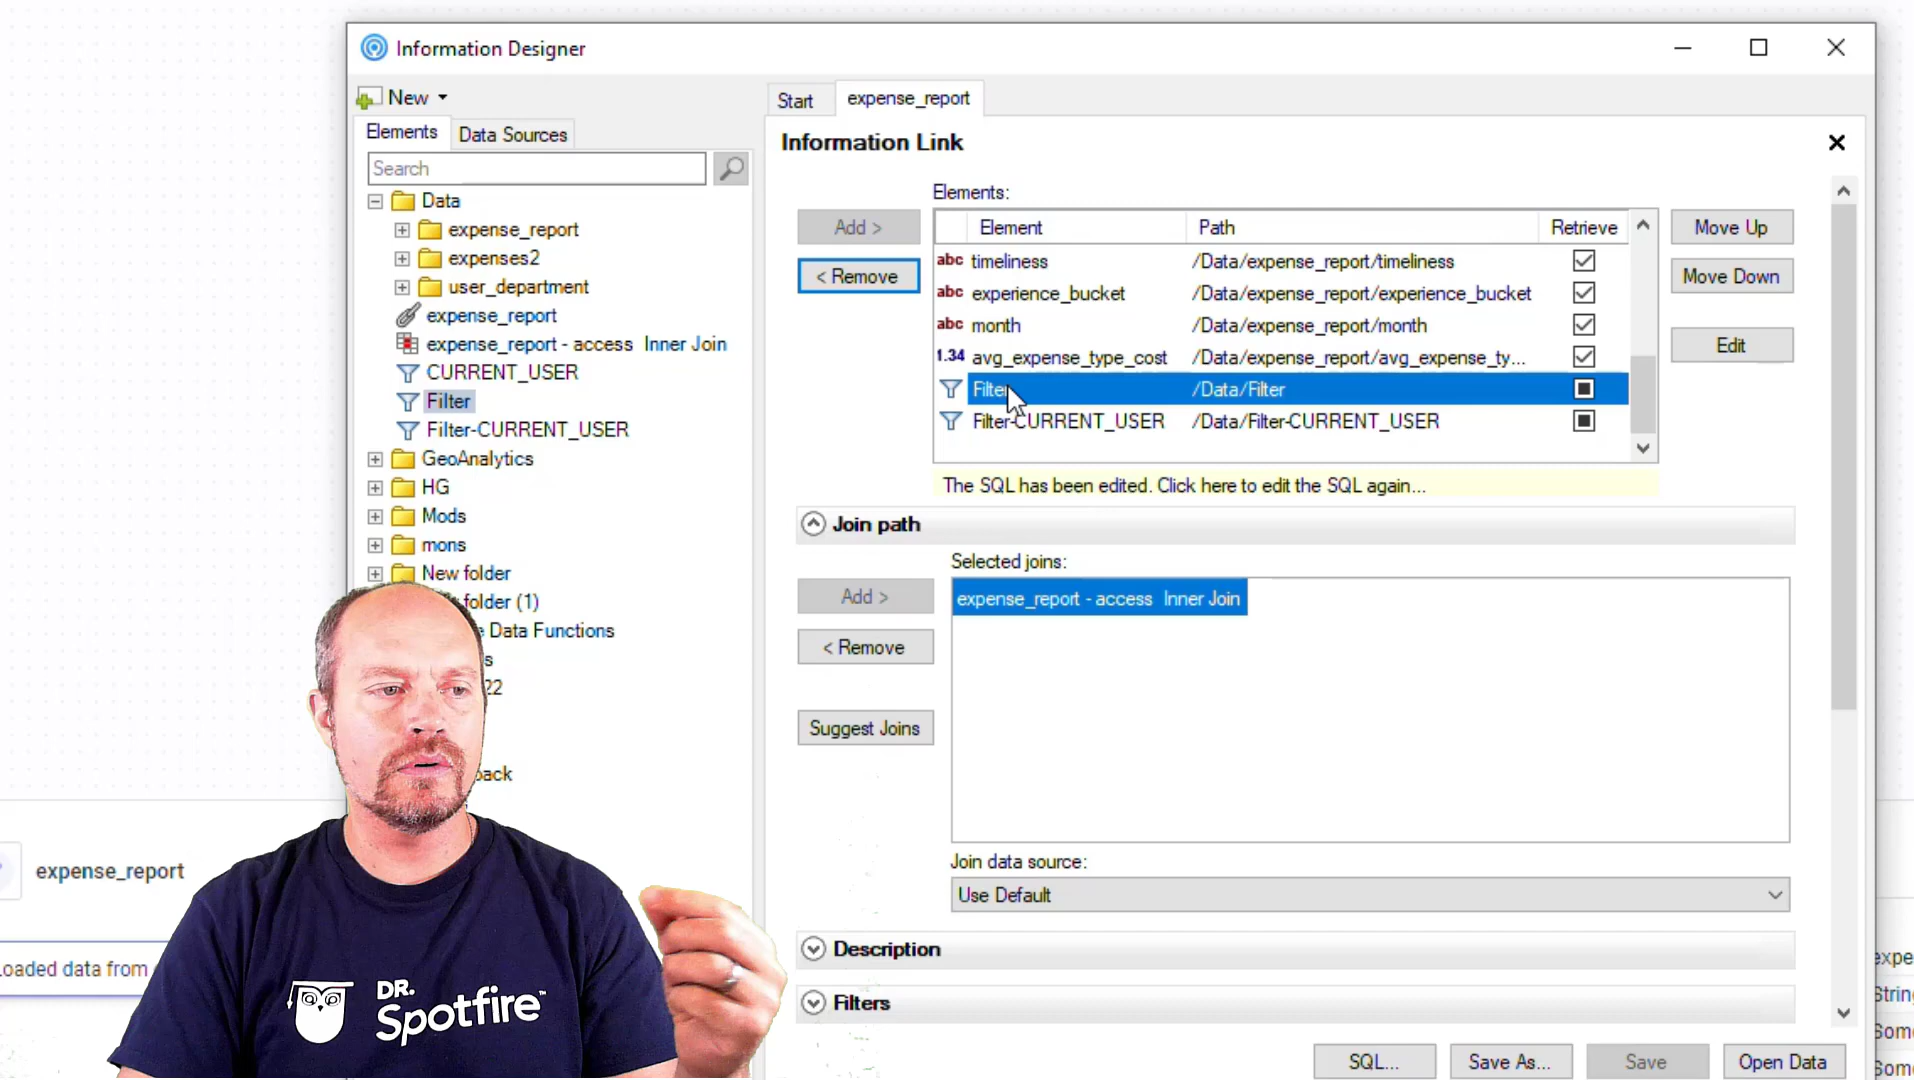 Information Designer
New
Elements
Data Sources
Search
Data
expense_report
expenses2
user_department
expense_report
expense_report - access Inner Join
CURRENT_USER
Filter
Filter-CURRENT_USER
GeoAnalytics
HG
Mods
mons
New folder
folder (1)
Data Functions
Start
expense_report
Information Link
Elements:
Add >
< Remove
Element Path Retrieve
abc timeliness /Data/expense_report/timeliness
abc experience_bucket /Data/expense_report/experience_bucket
abc month /Data/expense_report/month
1.34 avg_expense_type_cost /Data/expense_report/avg_expense_ty...
Filter /Data/Filter
Filter-CURRENT_USER /Data/Filter-CURRENT_USER
Move Up
Move Down
Edit
The SQL has been edited. Click here to edit the SQL again...
Join path
Selected joins:
Add >
< Remove
Suggest Joins
expense_report - access Inner Join
Join data source:
Use Default
Description
Filters
SQL...
Save As...
Save
Open Data
expense_report
Loaded data from
DR.
Spotfire™